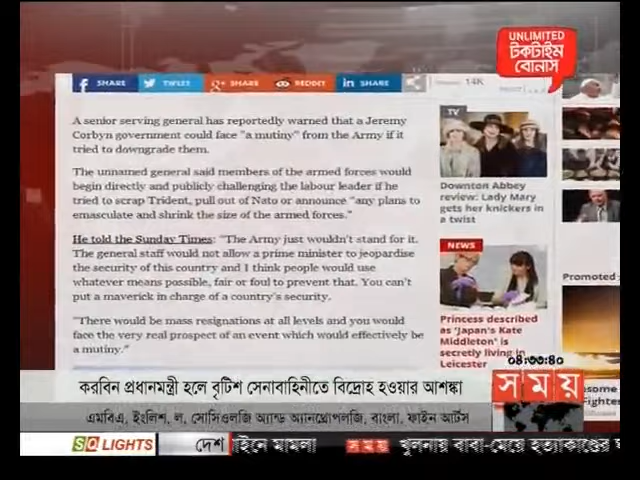 UNLIMITED
টকটাইম
বোনাস
SHARE
TWEET
SHARE
REDDIT
SHARE
14K
A senior serving general has reportedly warned that a Jeremy
Corbyn government could face "a mutiny" from the Army if it
tried to downgrade them.
The unnamed general said members of the armed forces would
begin directly and publicly challenging the labour leader if he
tried to scrap Trident, pull out of Nato or announce "any plans to
emasculate and shrink the size of the armed forces."
He told the Sunday Times: "The Army just wouldn't stand for it.
The general staff would not allow a prime minister to jeopardise
the security of this country and I think people would use
whatever means possible, fair or foul to prevent that. You can't
put a maverick in charge of a country's security.
"There would be mass resignations at all levels and you would
face the very real prospect of an event which would effectively be
a mutiny."
TV
Downton Abbey
review: Lady Mary
gets her knickers in
a twist
NEWS
Princess described
as 'Japan's Kate
Middleton' is
secretly living in
Leicester
Promoted
০৪:৩৩:৪০
সময়
করবিন প্রধানমন্ত্রী হলে বৃটিশ সেনাবাহিনীতে বিদ্রোহ হওয়ার আশঙ্কা
এমবিএ, ইংলিশ, ল, সোসিওলজি অ্যান্ড অ্যানথ্রোপলজি, বাংলা, ফাইন আর্টস
SQ LIGHTS
দেশ
ইনে মামলা
সময়
খুলনায় বাবা-মেয়ে হত্যাকাণ্ডের